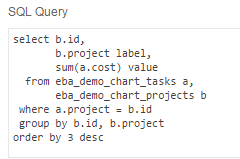 SQL Query
select b.id,
       b.project label,
       sum(a.cost) value
  from eba_demo_chart_tasks a,
       eba_demo_chart_projects b
 where a.project = b.id
 group by b.id, b.project
order by 3 desc